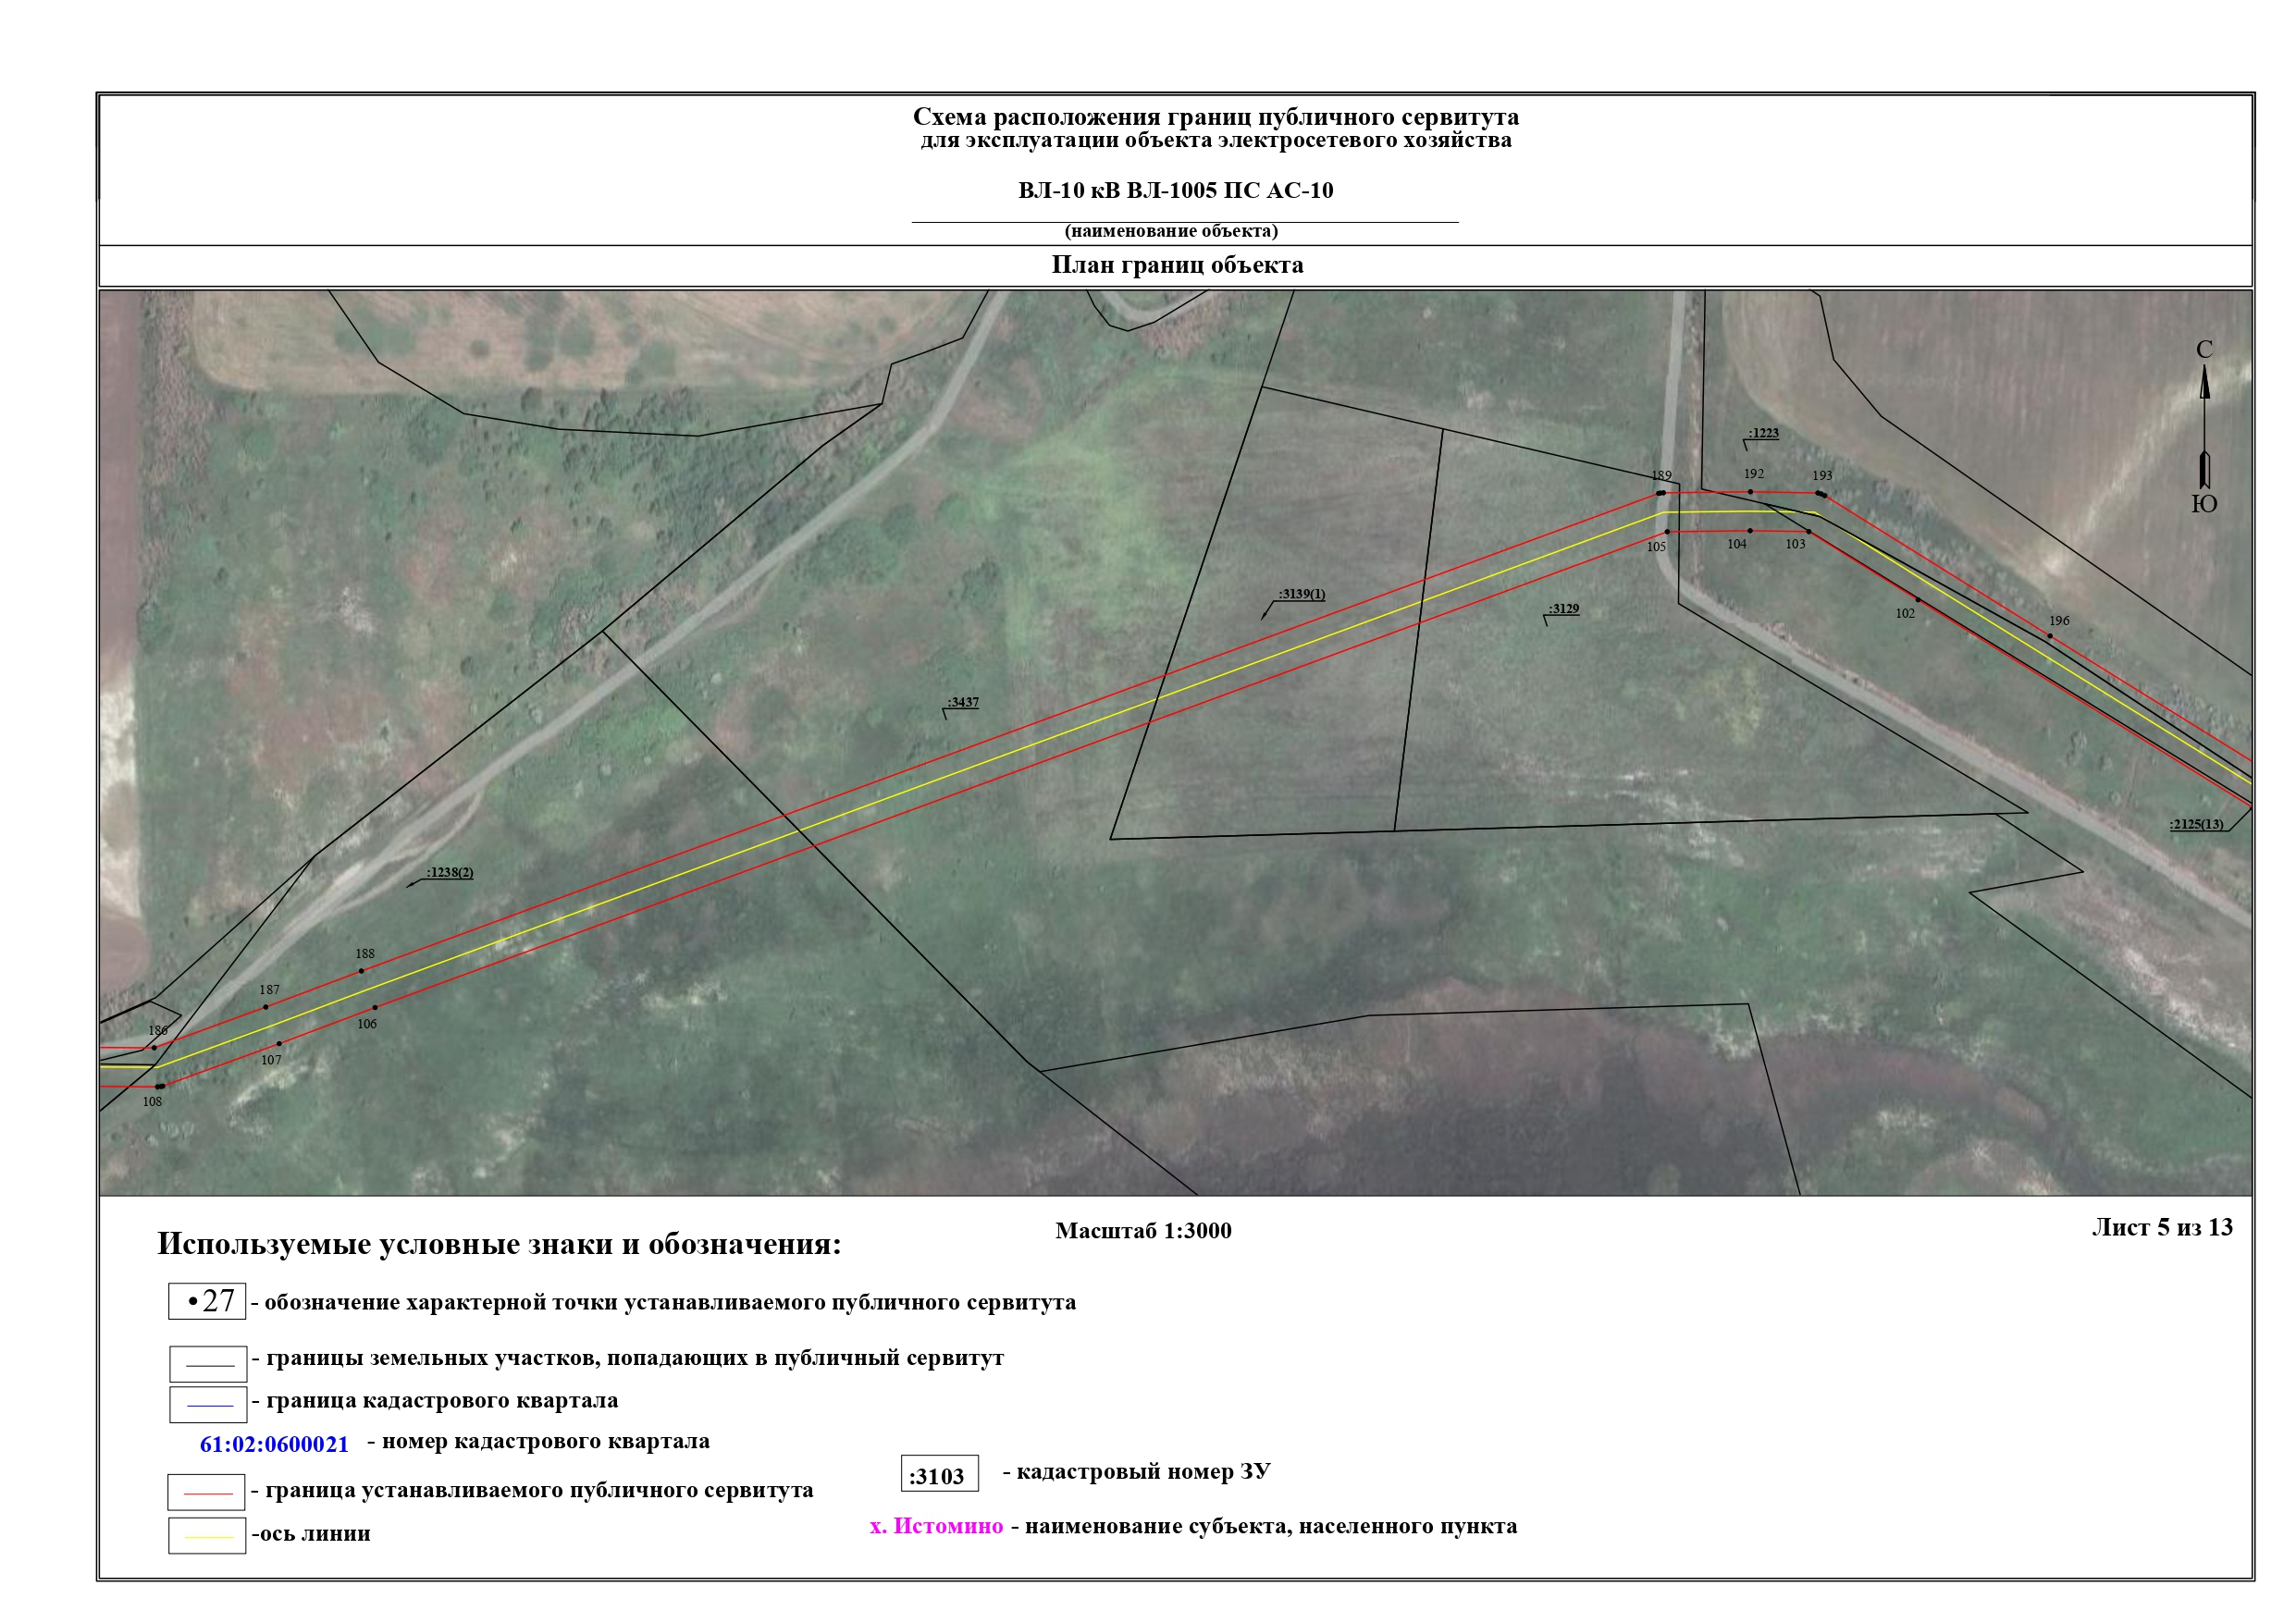 Схема расположения границ публичного сервитута
для эксплуатации объекта электросетевого хозяйства
ВЛ-10 кВ ВЛ-1005 ПС АС-10
(наименование объекта)
План границ объекта
С
Ю
:1223
189
192
193
105
104
103
102
196
:3139(1)
:3129
:3437
:2125(13)
:1238(2)
188
187
186
106
107
108
Масштаб 1:3000
Лист 5 из 13
Используемые условные знаки и обозначения:
•27 - обозначение характерной точки устанавливаемого публичного сервитута
- границы земельных участков, попадающих в публичный сервитут
- граница кадастрового квартала
61:02:0600021 - номер кадастрового квартала
- граница устанавливаемого публичного сервитута
-ось линии
:3103 - кадастровый номер ЗУ
х. Истомино - наименование субъекта, населенного пункта